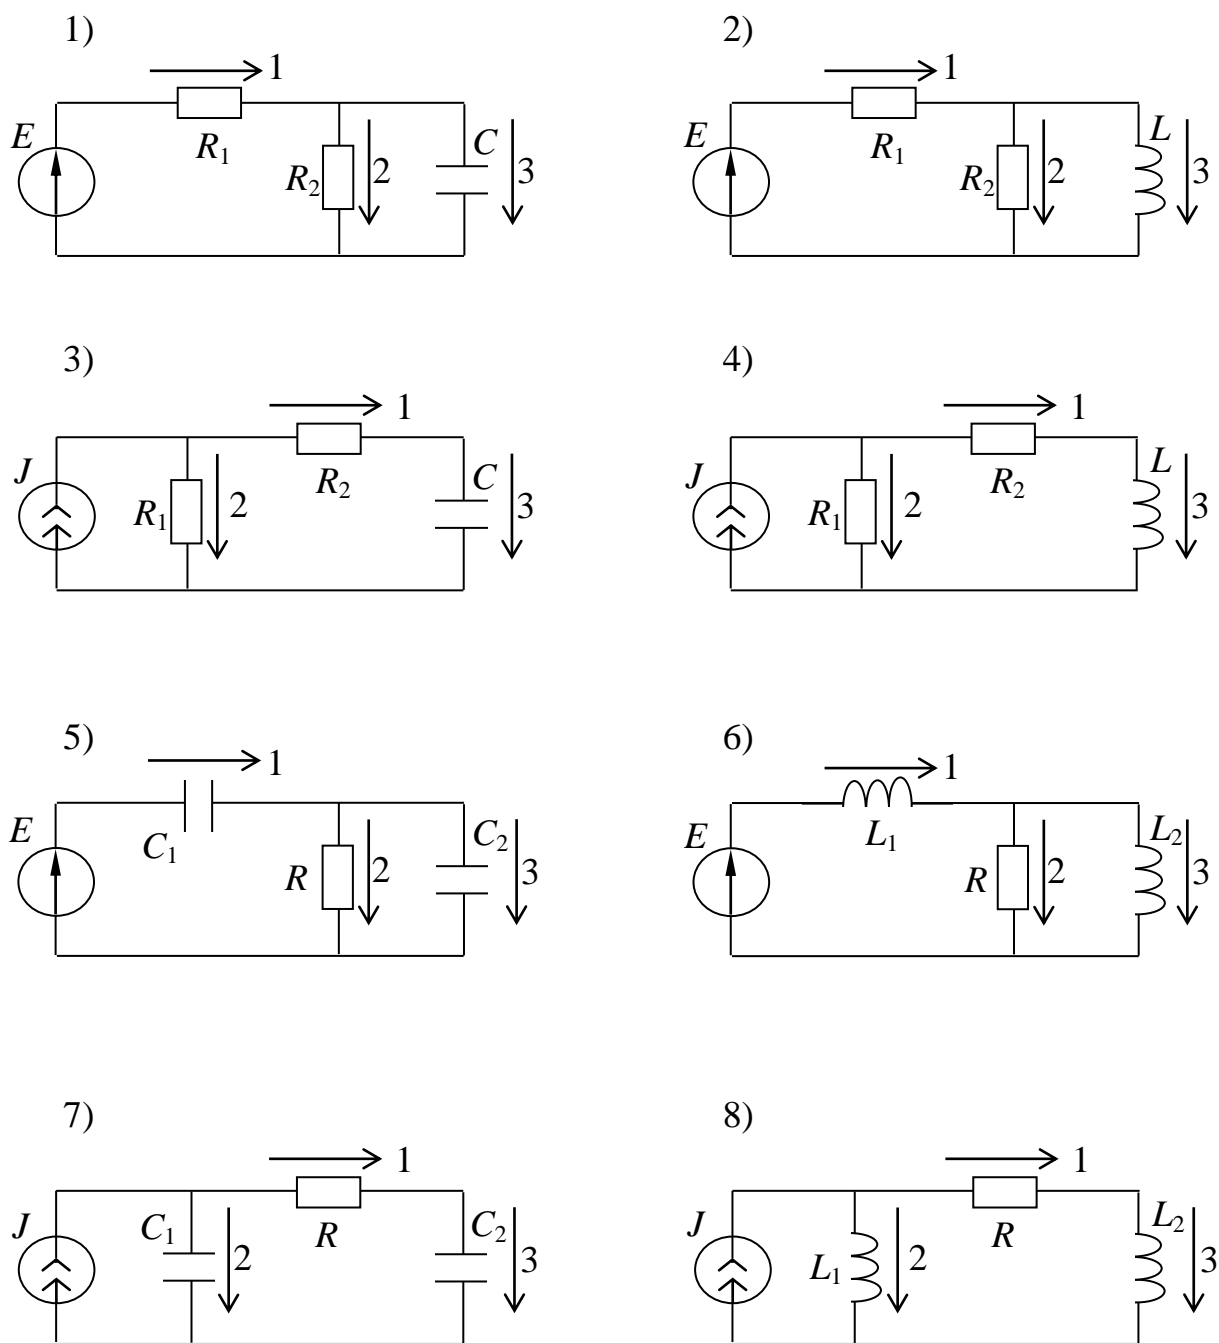 1) 2)
1 1
E R₁ R₂ 2 C 3 E R₁ R₂ 2 L 3
3) 4)
1 1
J R₁ 2 R₂ C 3 J R₁ 2 R₂ L 3
5) 6)
1 1
E C₁ R 2 C₂ 3 E L₁ R 2 L₂ 3
7) 8)
1 1
J C₁ 2 R C₂ 3 J L₁ 2 R L₂ 3